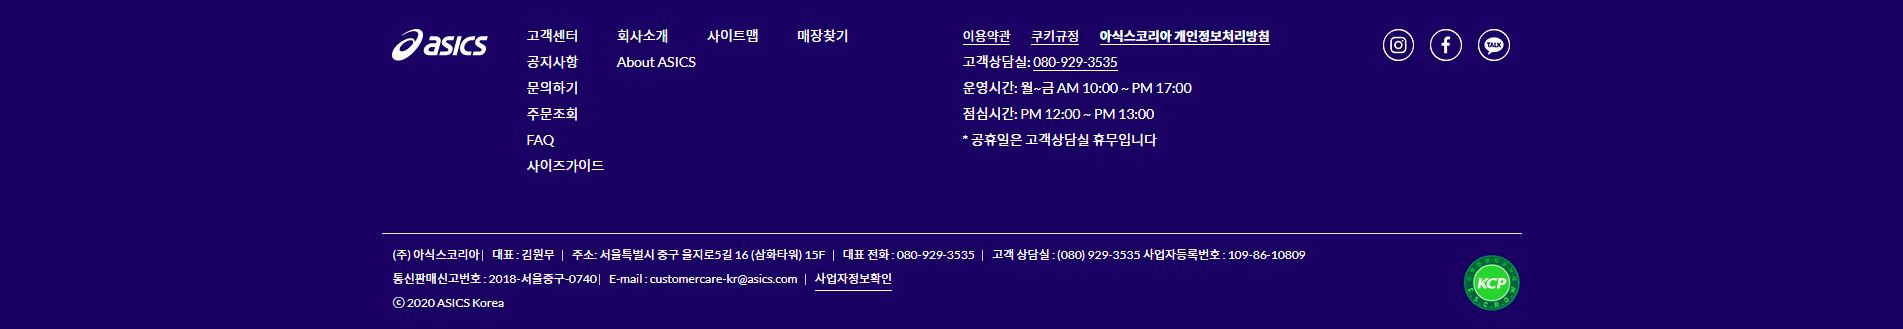 asics
고객센터 회사소개 사이트맵 매장찾기
공지사항 About ASICS
문의하기
주문조회
FAQ
사이즈가이드
이용약관 쿠키규정 아식스코리아 개인정보처리방침
고객상담실: 080-929-3535
운영시간: 월~금 AM 10:00 ~ PM 17:00
점심시간: PM 12:00 ~ PM 13:00
* 공휴일은 고객상담실 휴무입니다
TALK
(주) 아식스코리아 | 대표 : 김원무 | 주소: 서울특별시 중구 을지로5길 16 (삼화타워) 15F | 대표 전화 : 080-929-3535 | 고객 상담실 : (080) 929-3535 사업자등록번호 : 109-86-10809
통신판매신고번호 : 2018-서울중구-0740 | E-mail : customercare-kr@asics.com | 사업자정보확인
ⓒ 2020 ASICS Korea
KCP
E.S.C.R.O.W